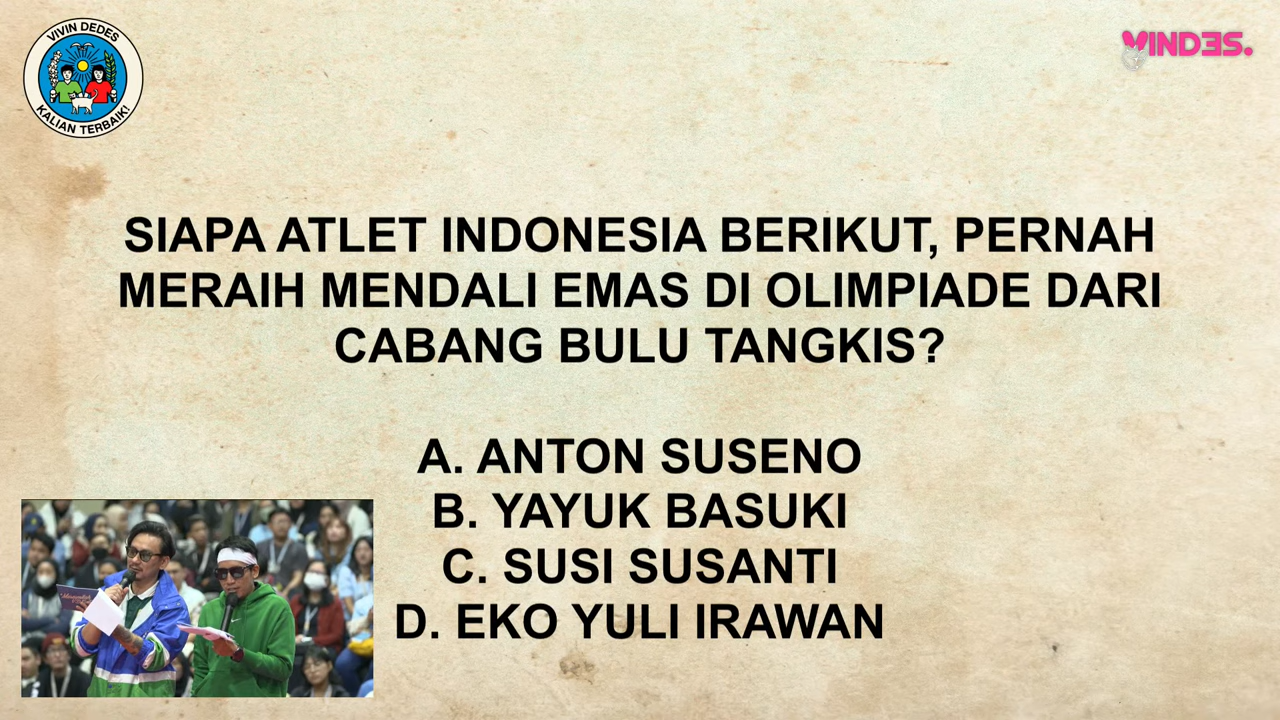 VIVIN DEDES
KALIAN TERBAIK!
VINDES.
SIAPA ATLET INDONESIA BERIKUT, PERNAH
MERAIH MENDALI EMAS DI OLIMPIADE DARI
CABANG BULU TANGKIS?
A. ANTON SUSENO
B. YAYUK BASUKI
C. SUSI SUSANTI
D. EKO YULI IRAWAN